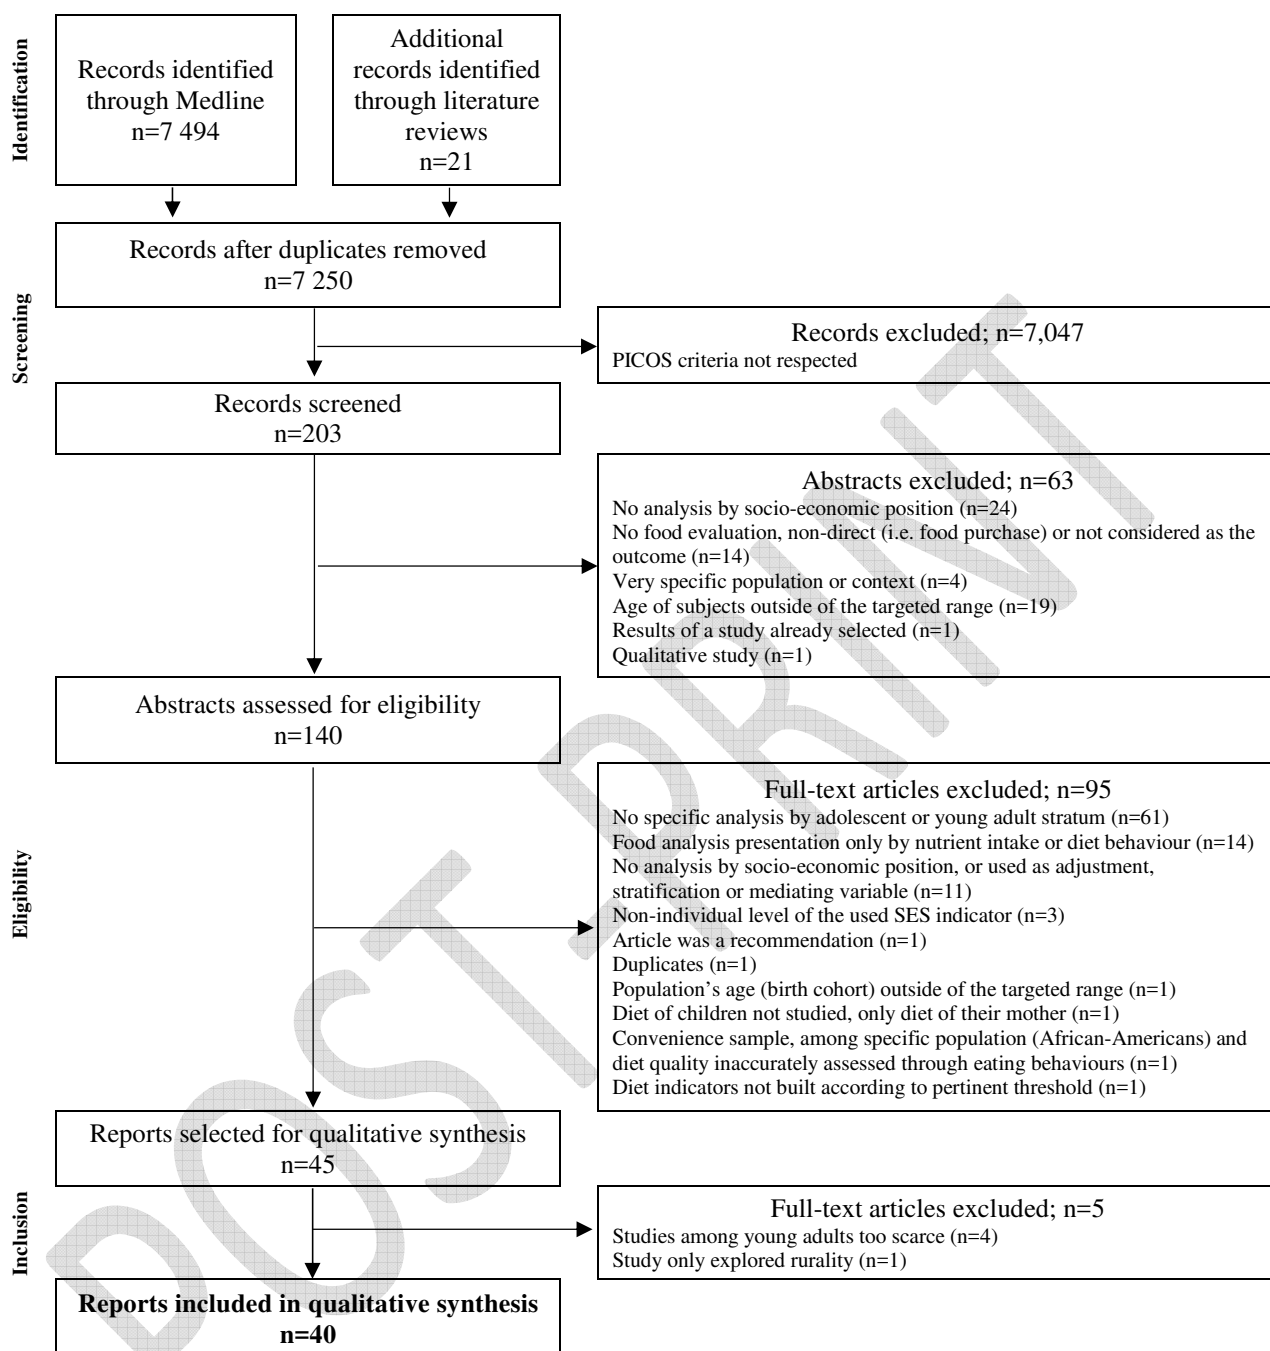 Identification
Records identified
through Medline
n=7 494
Additional
records identified
through literature
reviews
n=21
Records after duplicates removed
n=7 250
Screening
Records excluded; n=7,047
PICOS criteria not respected
Records screened
n=203
Abstracts excluded; n=63
No analysis by socio-economic position (n=24)
No food evaluation, non-direct (i.e. food purchase) or not considered as the
outcome (n=14)
Very specific population or context (n=4)
Age of subjects outside of the targeted range (n=19)
Results of a study already selected (n=1)
Qualitative study (n=1)
Abstracts assessed for eligibility
n=140
Eligibility
Full-text articles excluded; n=95
No specific analysis by adolescent or young adult stratum (n=61)
Food analysis presentation only by nutrient intake or diet behaviour (n=14)
No analysis by socio-economic position, or used as adjustment,
stratification or mediating variable (n=11)
Non-individual level of the used SES indicator (n=3)
Article was a recommendation (n=1)
Duplicates (n=1)
Population's age (birth cohort) outside of the targeted range (n=1)
Diet of children not studied, only diet of their mother (n=1)
Convenience sample, among specific population (African-Americans) and
diet quality inaccurately assessed through eating behaviours (n=1)
Diet indicators not built according to pertinent threshold (n=1)
Reports selected for qualitative synthesis
n=45
Inclusion
Full-text articles excluded; n=5
Studies among young adults too scarce (n=4)
Study only explored rurality (n=1)
Reports included in qualitative synthesis
n=40
POST-PRINT